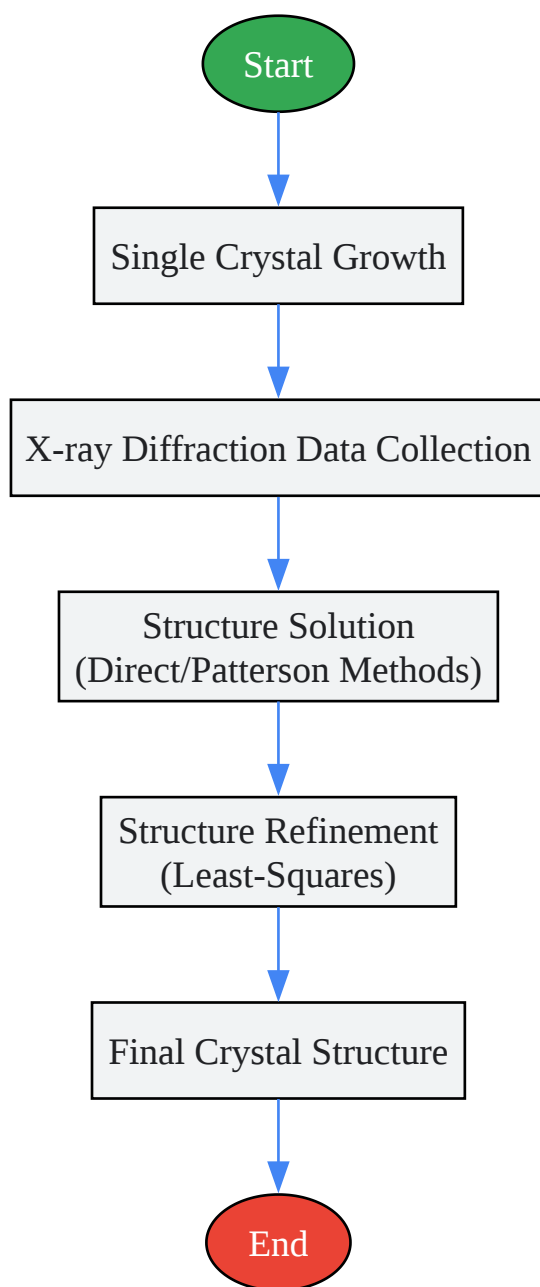 Start
Single Crystal Growth
X-ray Diffraction Data Collection
Structure Solution
(Direct/Patterson Methods)
Structure Refinement
(Least-Squares)
Final Crystal Structure
End